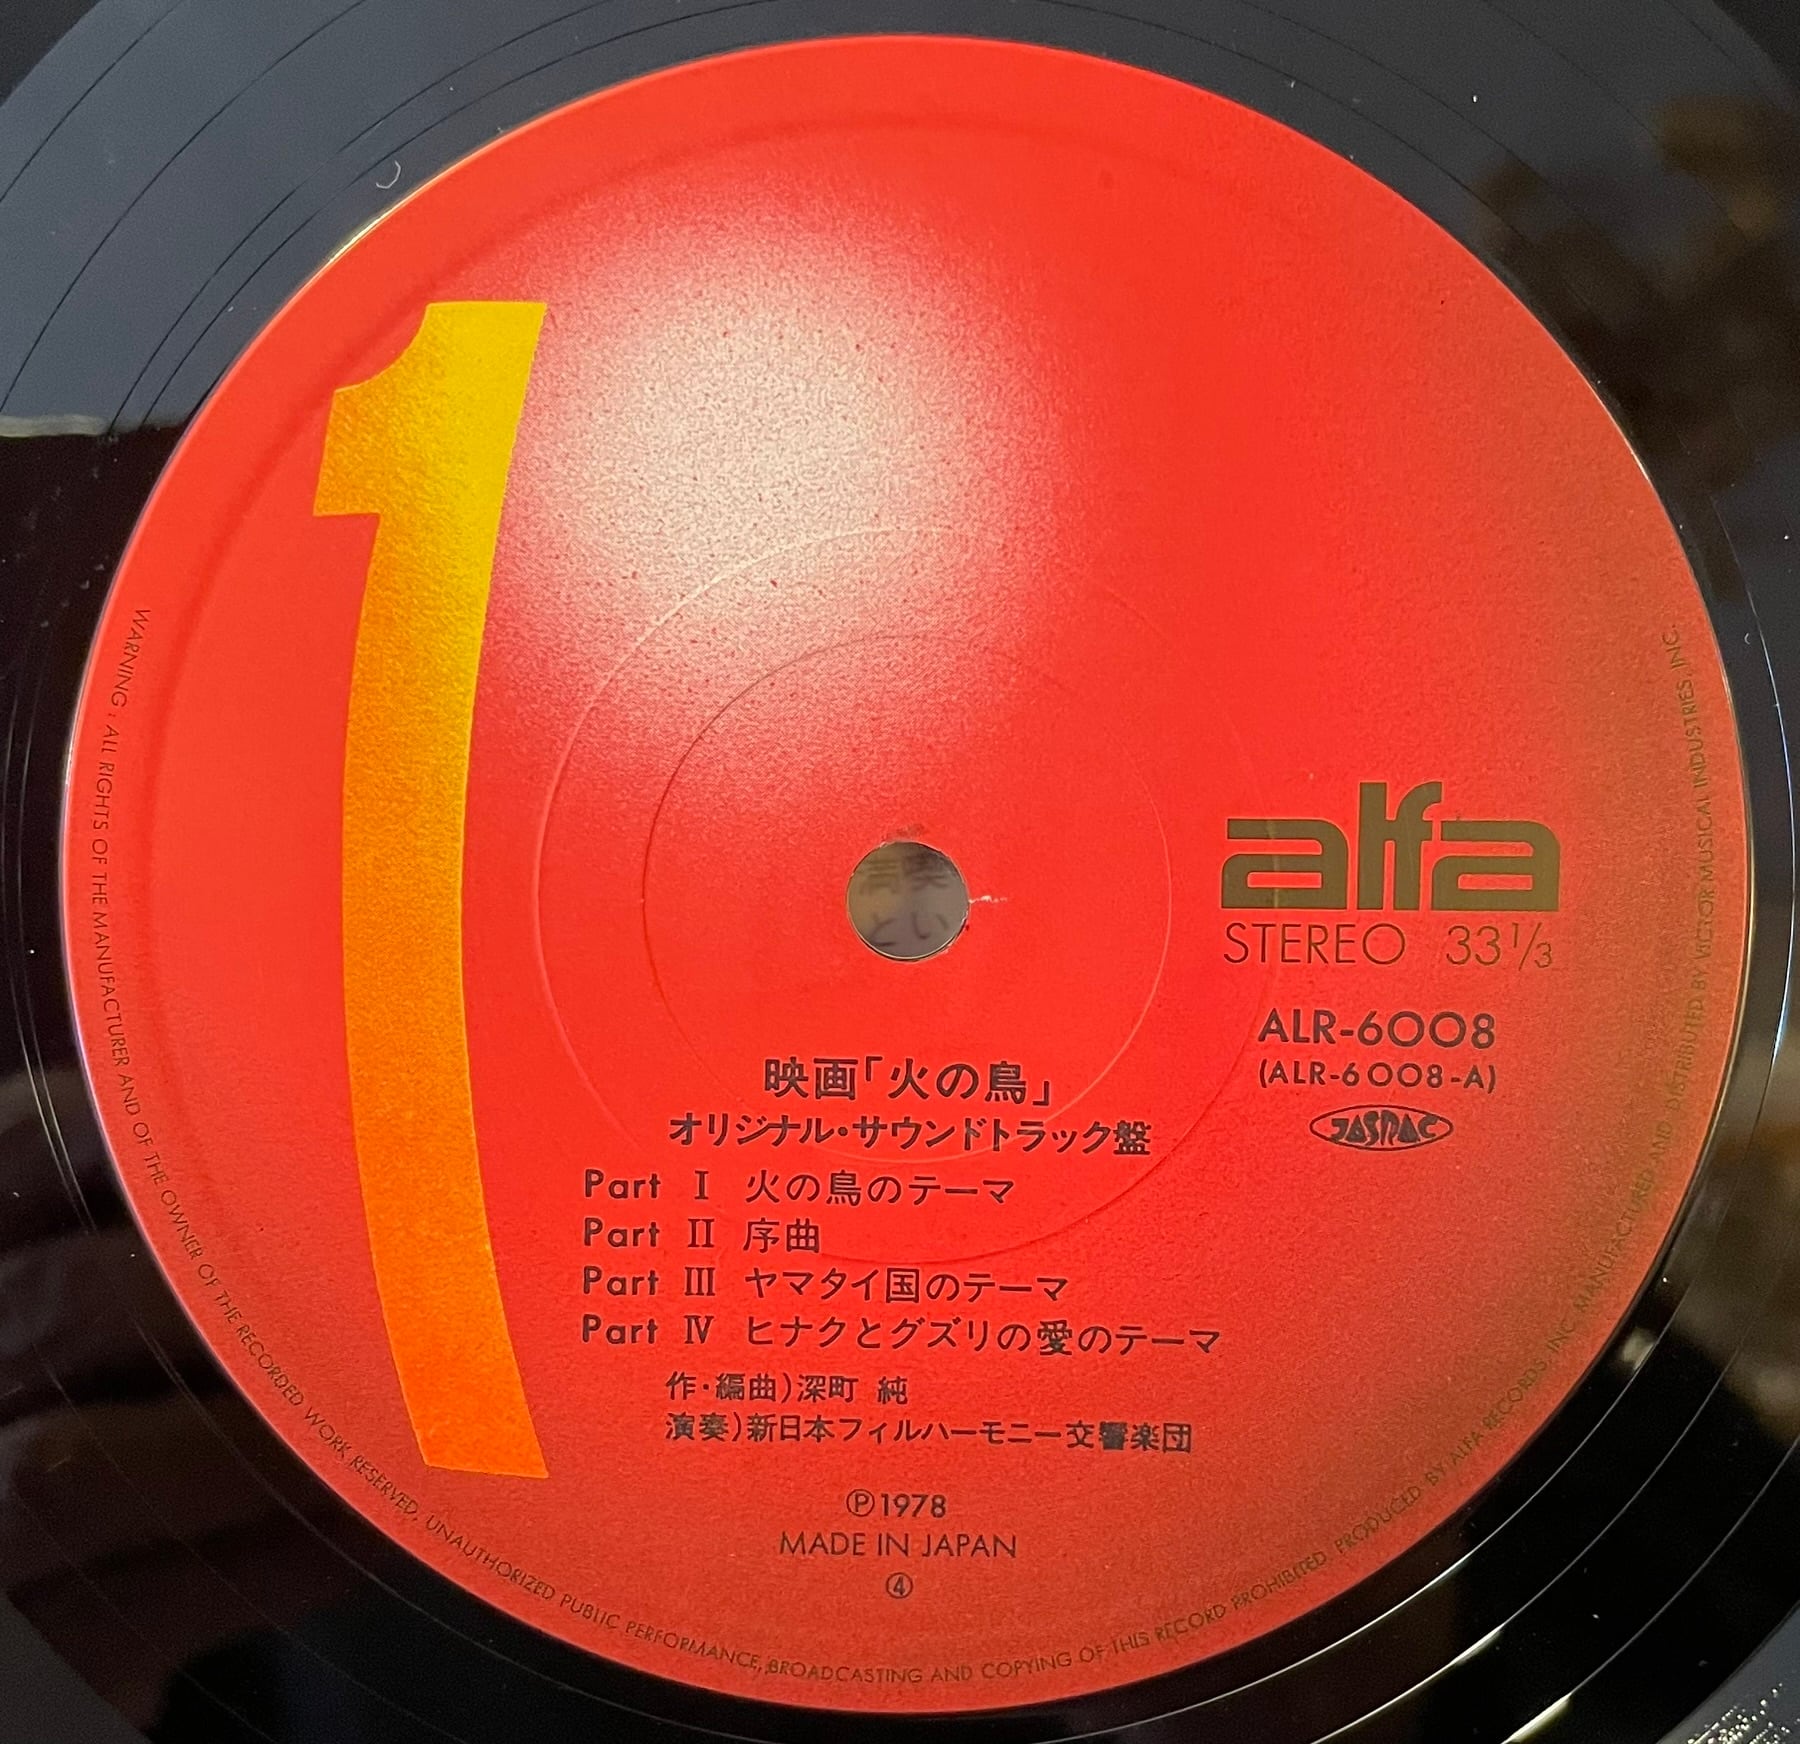 1
alfa
STEREO 33 1/3
ALR-6008
(ALR-6008-A)
JASRAC
映画「火の鳥」
オリジナル・サウンドトラック盤
Part Ⅰ 火の鳥のテーマ
Part Ⅱ 序曲
Part Ⅲ ヤマタイ国のテーマ
Part Ⅳ ヒナクとグズリの愛のテーマ
作・編曲)深町 純
演奏)新日本フィルハーモニー交響楽団
Ⓟ1978
MADE IN JAPAN
④
WARNING : ALL RIGHTS OF THE MANUFACTURER AND OF THE OWNER OF THE RECORDED WORK RESERVED, UNAUTHORIZED PUBLIC PERFORMANCE, BROADCASTING AND COPYING OF THIS RECORD PROHIBITED. PRODUCED BY ALFA RECORDS, INC. MANUFACTURED AND DISTRIBUTED BY VICTOR MUSICAL INDUSTRIES, INC.